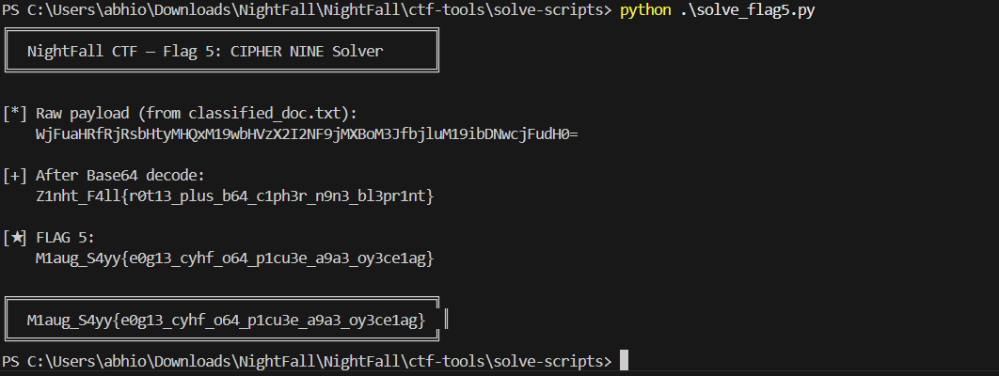 PS C:\Users\abhio\Downloads\NightFall\NightFall\ctf-tools\solve-scripts> python .\solve_flag5.py
NightFall CTF — Flag 5: CIPHER NINE Solver
[*] Raw payload (from classified_doc.txt):
WjFuaHRfRjRsbHtyMHQxM19wbHVzX2I2NF9jMXBoM3JfbjluM19ibDNwcjFudH0=
[+] After Base64 decode:
Z1nht_F4ll{r0t13_plus_b64_c1ph3r_n9n3_bl3pr1nt}
[★] FLAG 5:
M1aug_S4yy{e0g13_cyhf_o64_p1cu3e_a9a3_oy3ce1ag}
M1aug_S4yy{e0g13_cyhf_o64_p1cu3e_a9a3_oy3ce1ag}
PS C:\Users\abhio\Downloads\NightFall\NightFall\ctf-tools\solve-scripts>